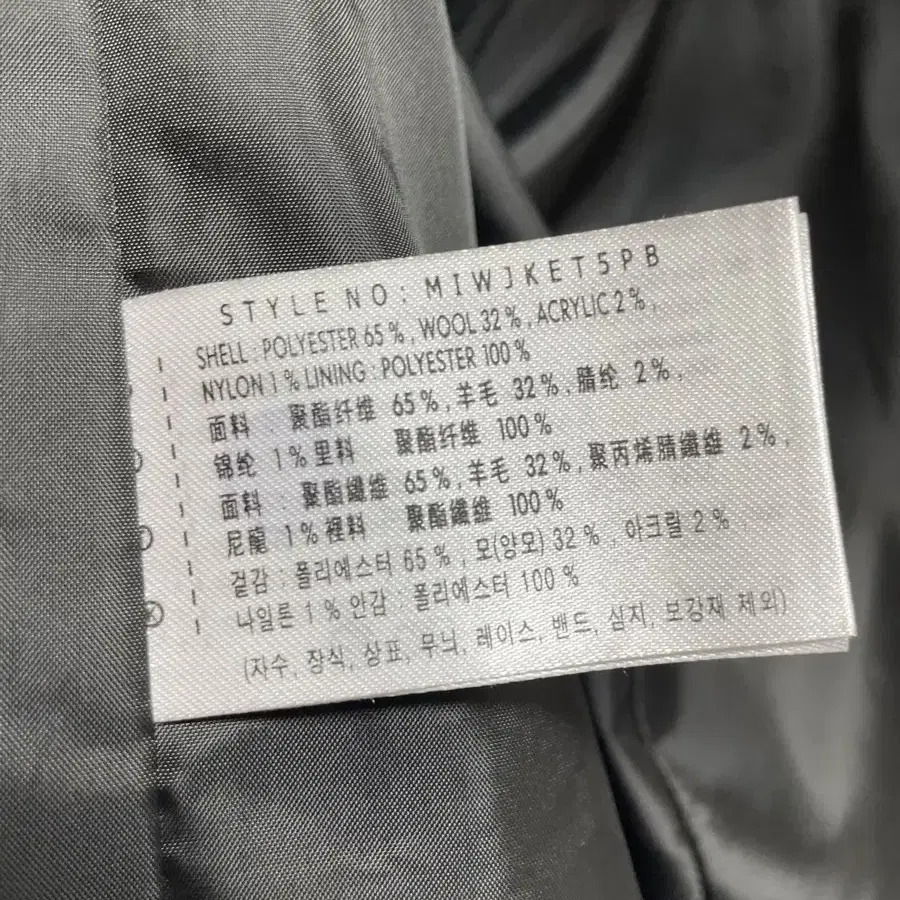 STYLE NO: MIWJKET5PB
SHELL : POLYESTER 65%, WOOL 32%, ACRYLIC 2%,
NYLON 1% LINING : POLYESTER 100%
面料 : 聚酯纤维 65%, 羊毛 32%, 腈纶 2%,
锦纶 1% 里料 聚酯纤维 100%
面料 : 聚酯纖維 65%, 羊毛 32%, 聚丙烯腈纖維 2%,
尼龍 1% 裡料 聚酯纖維 100%
겉감 : 폴리에스터 65%, 모(양모) 32%, 아크릴 2%
나일론 1% 안감 : 폴리에스터 100%
(자수, 장식, 상표, 무늬, 레이스, 밴드, 심지, 보강재 제외)